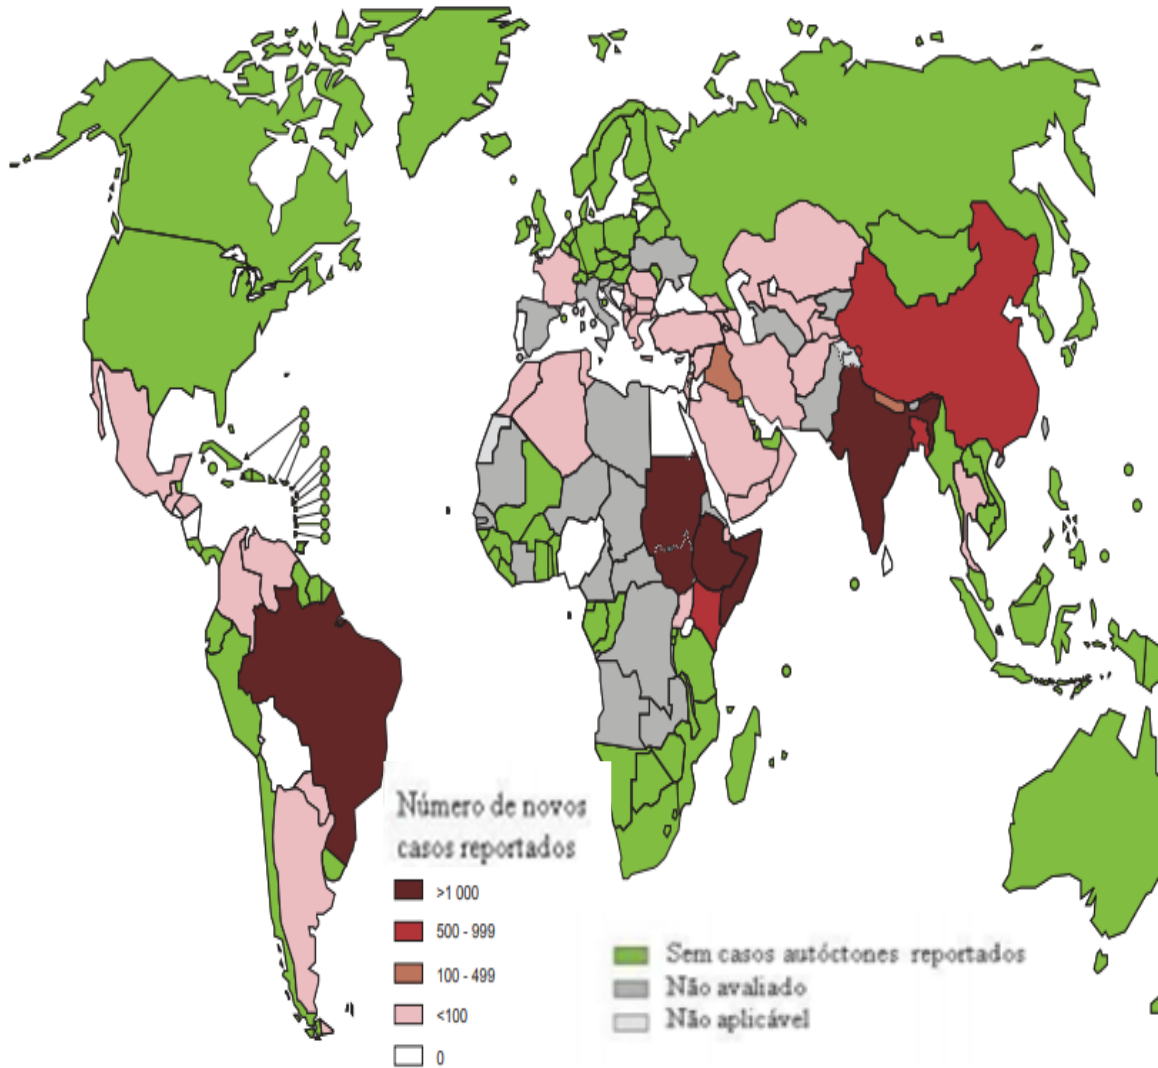 Número de novos
casos reportados
>1 000
500 - 999
100 - 499
<100
0
Sem casos autóctones reportados
Não avaliado
Não aplicável